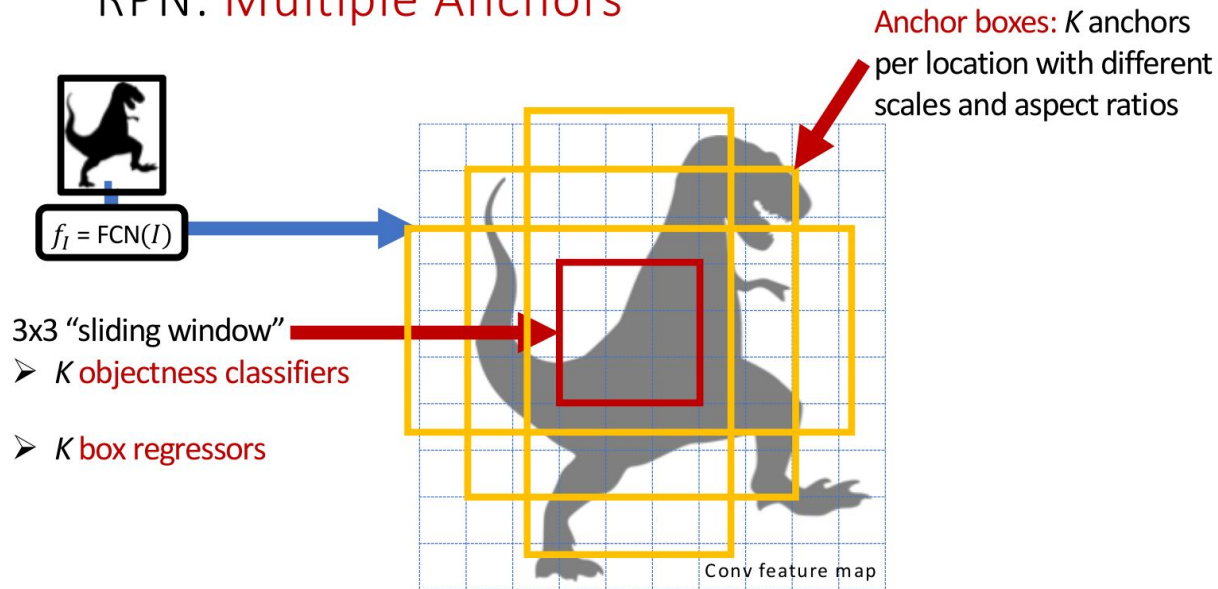 RPN: Multiple Anchors
Anchor boxes: K anchors
per location with different
scales and aspect ratios
f_I = FCN(I)
3x3 “sliding window”
➢ K objectness classifiers
➢ K box regressors
Conv feature map